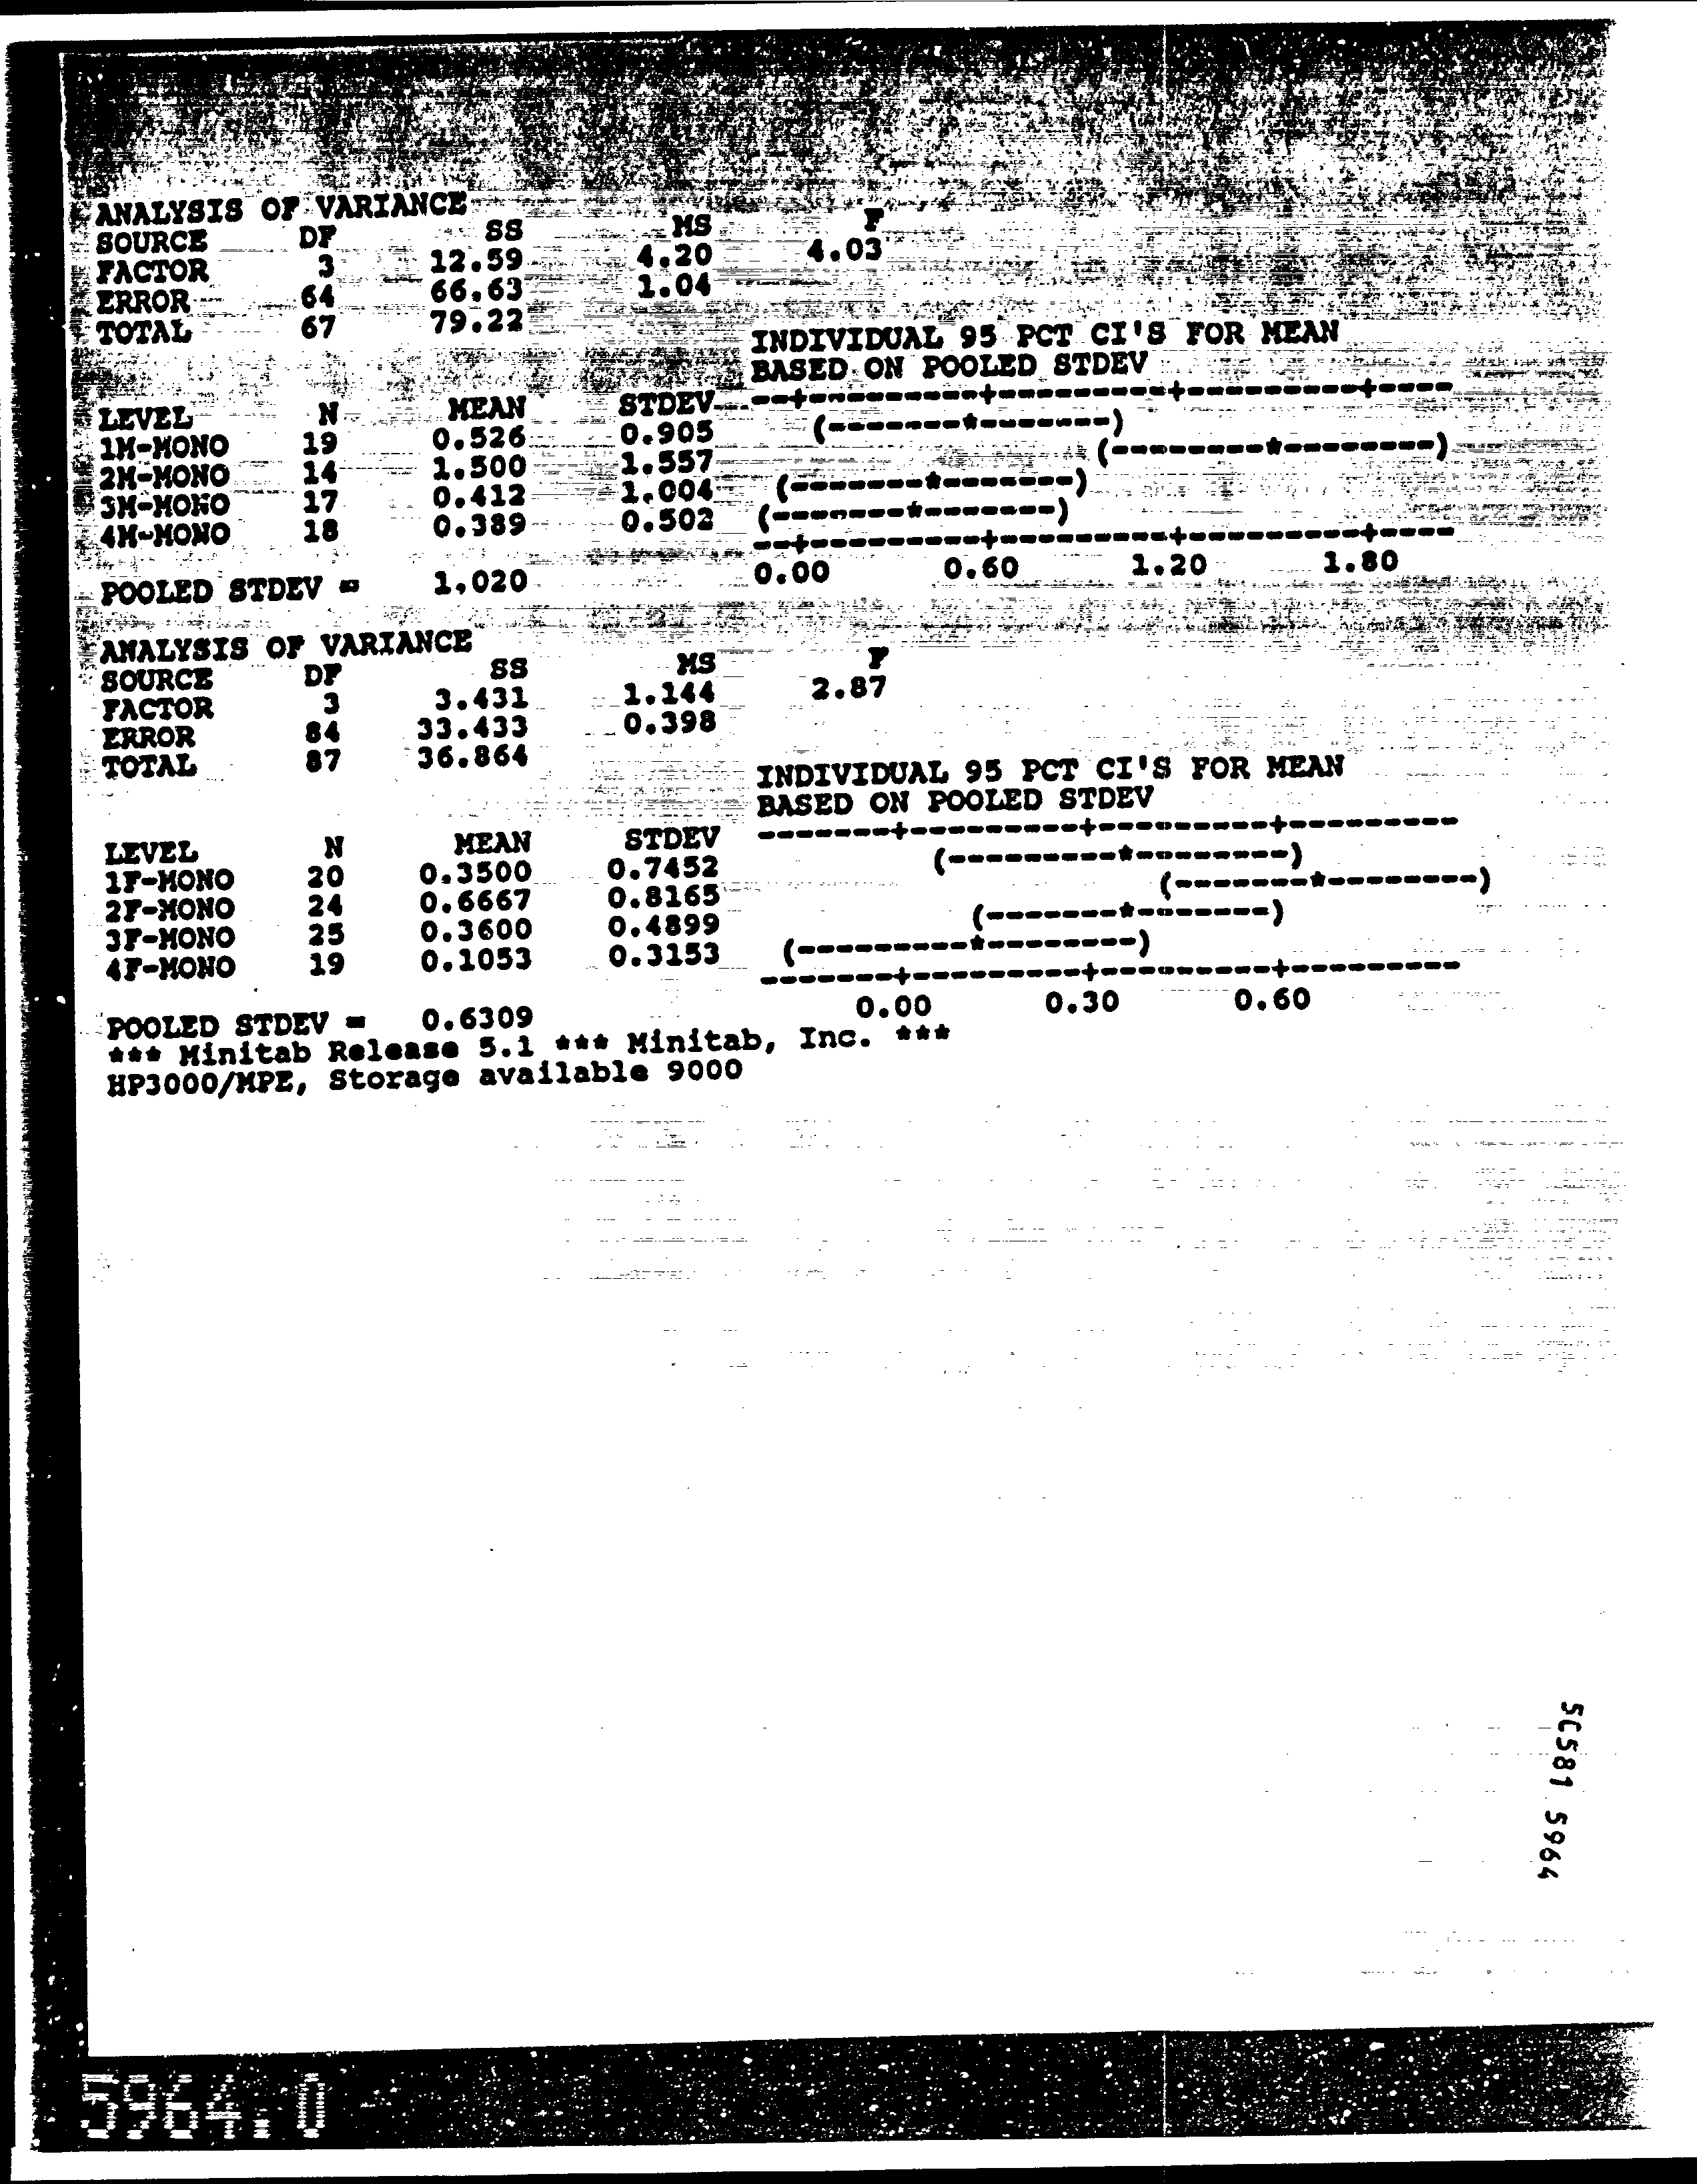 ANALYSIS OF VARIANCE
SOURCE DF SS MS F
FACTOR 3 12.59 4.20 4.03
ERROR 64 66.63 1.04
TOTAL 67 79.22
INDIVIDUAL 95 PCT CI'S FOR MEAN
BASED ON POOLED STDEV
LEVEL N MEAN STDEV --+---------+---------+---------+----
1M-MONO 19 0.526 0.905 (-------*-------)
2M-MONO 14 1.500 1.557 (--------*--------)
3M-MONO 17 0.412 1.004 (-------*-------)
4M-MONO 18 0.389 0.502 (-------*-------)
--+---------+---------+---------+----
POOLED STDEV = 1.020 0.00 0.60 1.20 1.80
ANALYSIS OF VARIANCE
SOURCE DF SS MS F
FACTOR 3 3.431 1.144 2.87
ERROR 84 33.433 0.398
TOTAL 87 36.864
INDIVIDUAL 95 PCT CI'S FOR MEAN
BASED ON POOLED STDEV
LEVEL N MEAN STDEV -------+---------+---------+---------
1F-MONO 20 0.3500 0.7452 (---------*--------)
2F-MONO 24 0.6667 0.8165 (-------*--------)
3F-MONO 25 0.3600 0.4899 (-------*-------)
4F-MONO 19 0.1053 0.3153 (---------*--------)
-------+---------+---------+---------
POOLED STDEV = 0.6309 0.00 0.30 0.60
*** Minitab Release 5.1 *** Minitab, Inc. ***
HP3000/MPE, Storage available 9000
SC581 5964
5964.0